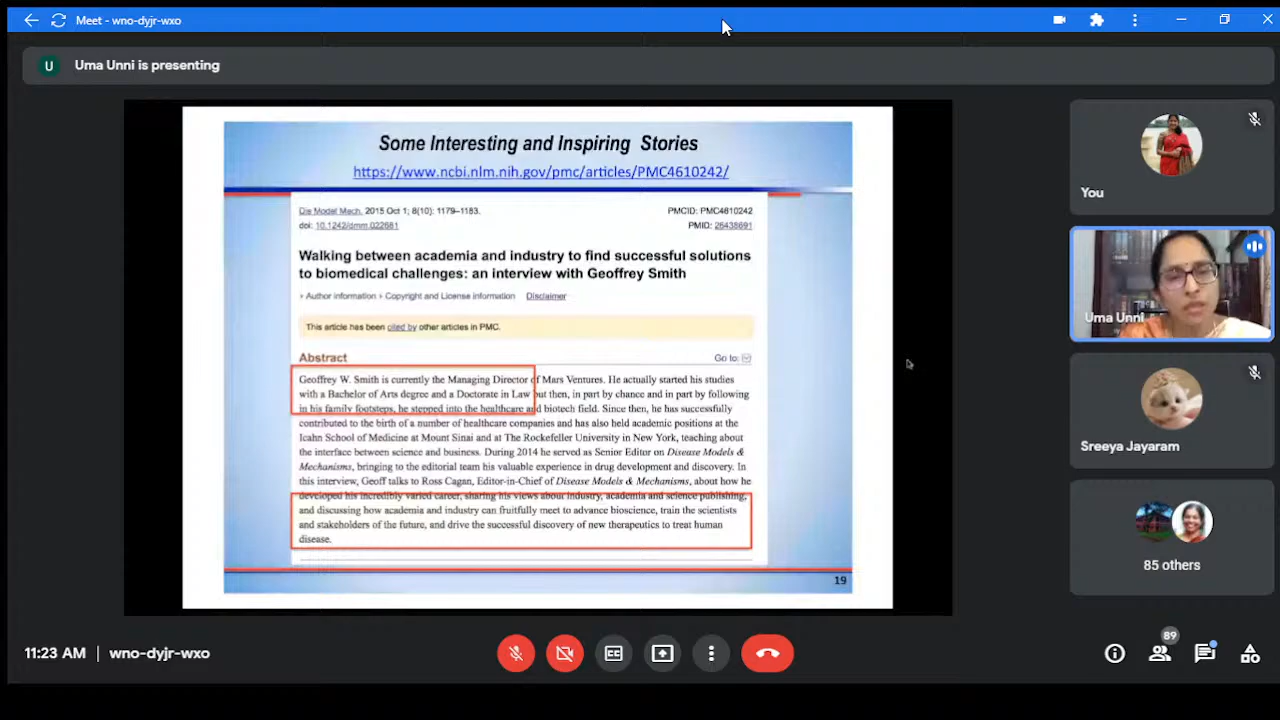 Meet - wno-dyjr-wxo
U
Uma Unni is presenting
Some Interesting and Inspiring Stories
https://www.ncbi.nlm.nih.gov/pmc/articles/PMC4610242/
Dis Model Mech. 2015 Oct 1; 8(10): 1179–1183.
PMCID: PMC4610242
doi: 10.1242/dmm.022681
PMID: 26438691
Walking between academia and industry to find successful solutions
to biomedical challenges: an interview with Geoffrey Smith
Author information Copyright and License information Disclaimer
This article has been cited by other articles in PMC.
Abstract
Go to:
Geoffrey W. Smith is currently the Managing Director of Mars Ventures. He actually started his studies
with a Bachelor of Arts degree and a Doctorate in Law but then, in part by chance and in part by following
in his family footsteps, he stepped into the healthcare and biotech field. Since then, he has successfully
contributed to the birth of a number of healthcare companies and has also held academic positions at the
Icahn School of Medicine at Mount Sinai and at The Rockefeller University in New York, teaching about
the interface between science and business. During 2014 he served as Senior Editor on Disease Models &
Mechanisms, bringing to the editorial team his valuable experience in drug development and discovery. In
this interview, Geoff talks to Ross Cagan, Editor-in-Chief of Disease Models & Mechanisms, about how he
developed his incredibly varied career, sharing his views about industry, academia and science publishing,
and discussing how academia and industry can fruitfully meet to advance bioscience, train the scientists
and stakeholders of the future, and drive the successful discovery of new therapeutics to treat human
disease.
19
You
Uma Unni
Sreeya Jayaram
85 others
11:23 AM | wno-dyjr-wxo
89